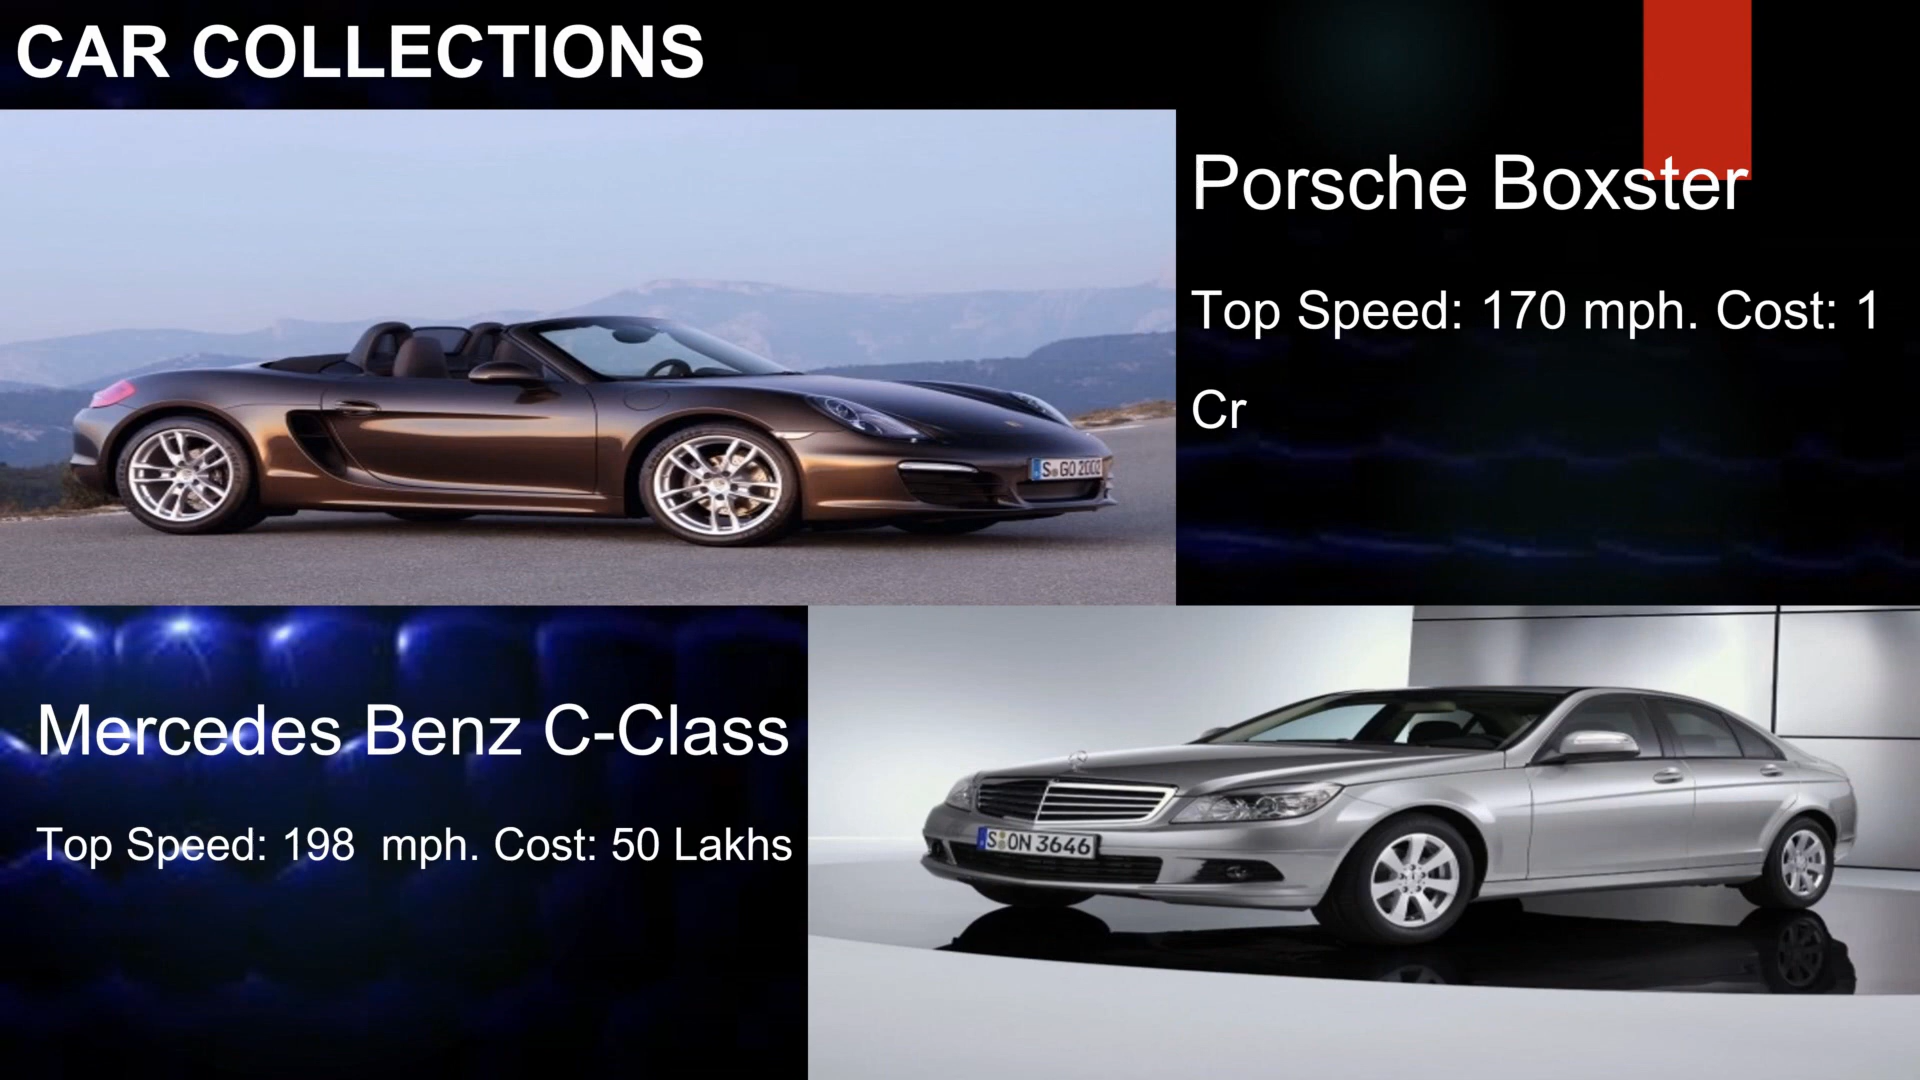 CAR COLLECTIONS
Porsche Boxster
Top Speed: 170 mph. Cost: 1
Cr
S GO 2000
Mercedes Benz C-Class
Top Speed: 198  mph. Cost: 50 Lakhs
S ON 3646